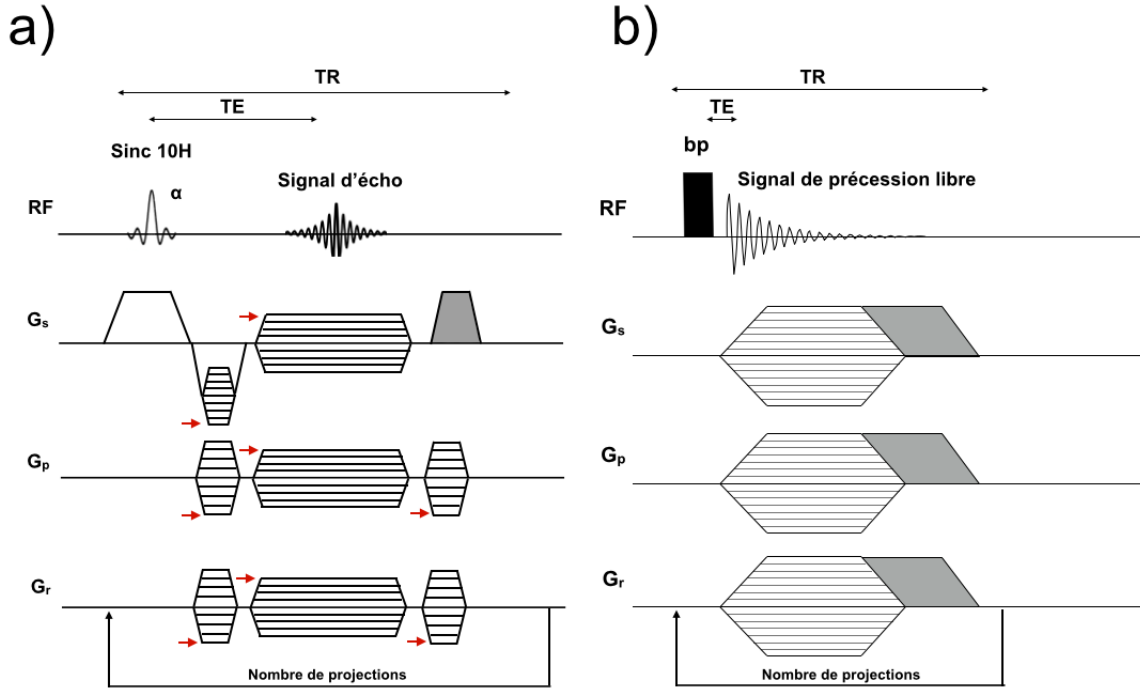 a)
TR
TE
Sinc 10H
α
Signal d'écho
RF
Gs
Gp
Gr
Nombre de projections
b)
TR
TE
bp
Signal de précession libre
RF
Gs
Gp
Gr
Nombre de projections